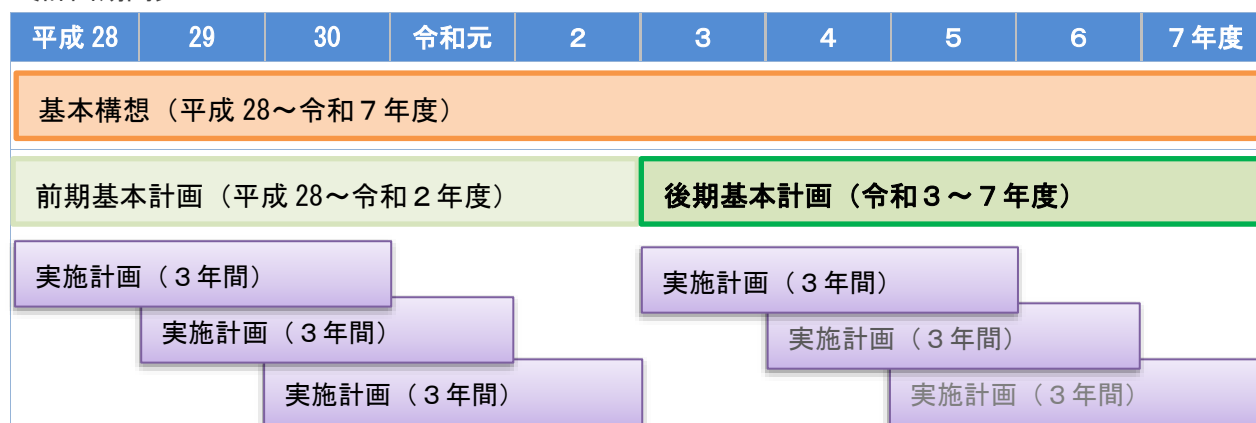 平成 28 29 30 令和元 2 3 4 5 6 7年度
基本構想（平成 28～令和７年度）
前期基本計画（平成 28～令和２年度） 後期基本計画（令和３～７年度）
実施計画（３年間） 実施計画（３年間）
実施計画（３年間） 実施計画（３年間）
実施計画（３年間） 実施計画（３年間）